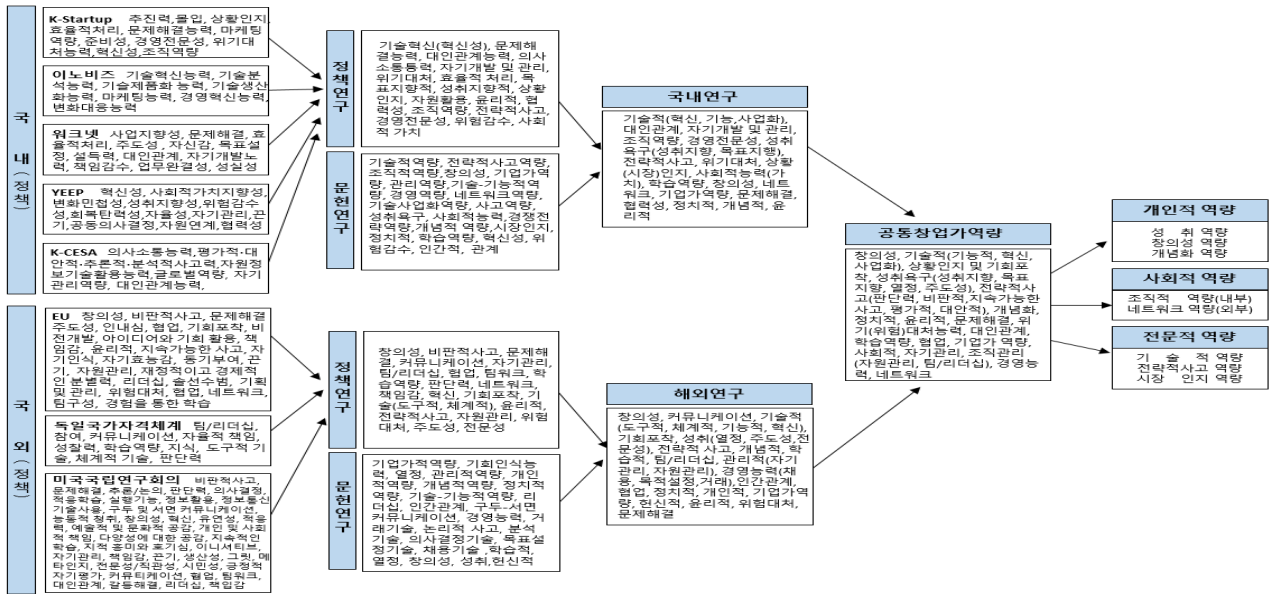 국 내 (정책)
K-Startup 추진력,몰입, 상황인지,
효율적처리, 문제해결능력, 마케팅
역량, 준비성, 경영전문성, 위기대
처능력,혁신성,조직역량
이노비즈 기술혁신능력, 기술분
석능력, 기술제품화 능력, 기술생산
화능력, 마케팅능력, 경영혁신능력,
변화대응능력
워크넷 사업지향성, 문제해결, 효
율적처리, 주도성 , 자신감, 목표설
정, 설득력, 대인관계, 자기개발노
력, 책임감수, 업무완결성, 성실성
YEEP 혁신성, 사회적가치지향성,
변화민첩성,성취지향성, 위험감수
성,회복탄력성,자율성,자기관리,끈
기,공동의사결정,자원연계,협력성
K-CESA 의사소통능력,평가적·대
안적·추론적·분석적사고력,자원정
보기술활용능력,글로벌역량, 자기
관리역량, 대인관계능력,
국 외 (정책)
EU 창의성, 비판적사고, 문제해결
주도성, 인내심, 협업, 기회포착, 비
전개발, 아이디어와 기회 활용, 책
임감, 윤리적, 지속가능한 사고, 자
기인식, 자기효능감, 동기부여, 끈
기, 자원관리, 재정적이고 경제적
인 분별력, 리더십, 솔선수범, 기획
및 관리, 위험대처, 협업, 네트워크,
팀구성, 경험을 통한 학습
독일국가자격체계 팀/리더십,
참여, 커뮤니케이션, 자율적 책임,
성찰력, 학습역량, 지식, 도구적 기
술, 체계적 기술, 판단력
미국국립연구회의 비판적사고,
문제해결, 추론/논의, 판단력, 의사결정,
적응학습, 실행기능, 정보활용, 정보통신
기술사용, 구두 및 서면 커뮤니케이션,
능동적 청취, 창의성, 혁신, 유연성, 적응
력, 예술적 및 문화적 공감, 개인 및 사회
적 책임, 다양성에 대한 공감, 지속적인
학습, 지적 흥미와 호기심, 이니셔티브,
자기관리, 책임감, 끈기, 생산성, 그릿, 메
타인지, 전문성/직관성, 시민성, 긍정적
자기평가, 커뮤티케이션, 협업, 팀워크,
대인관계, 갈등해결, 리더십, 책임감
정책연구
기술혁신(혁신성), 문제해
결능력, 대인관계능력, 의사
소통통력, 자기개발 및 관리,
위기대처, 효율적 처리, 목
표지향적, 성취지향적, 상황
인지, 자원활용, 윤리적, 협
력성, 조직역량, 전략적사고,
경영전문성, 위험감수, 사회
적 가치
문헌연구
기술적역량, 전략적사고역량,
조직적역량,창의성, 기업가역
량, 관리역량,기술-기능적역
량, 경영역량, 네트워크역량,
기술사업화역량, 사고역량,
성취욕구, 사회적능력,경쟁전
략역량,개념적 역량,시장인지,
정치적, 학습역량, 혁신성, 위
험감수, 인간적, 관계
정책연구
창의성, 비판적사고, 문제해
결, 커뮤니케이션, 자기관리,
팀/리더십, 협업, 팀워크, 학
습역량, 판단력, 네트워크,
책임감, 혁신, 기회포착, 기
술(도구적, 체계적), 윤리적,
전략적사고, 자원관리, 위험
대처, 주도성, 전문성
문헌연구
기업가적역량, 기회인식능
력, 열정, 관리적역량, 개인
적역량, 개념적역량, 정치적
역량, 기술-기능적역량, 리
더십, 인간관계, 구두-서면
커뮤니케이션, 경영능력, 거
래기술, 논리적 사고, 분석
기술, 의사결정기술, 목표설
정기술, 채용기술 ,학습적,
열정, 창의성, 성취,헌신적
국내연구
기술적(혁신, 기능,사업화),
대인관계, 자기개발 및 관리,
조직역량, 경영전문성, 성취
욕구(성취지향, 목표지행),
전략적사고, 위기대처, 상황
(시장)인지, 사회적능력(가
치), 학습역량, 창의성, 네트
워크, 기업가역량, 문제해결,
협력성, 정치적, 개념적, 윤
리적
해외연구
창의성, 커뮤니케이션, 기술적
(도구적, 체계적, 기능적, 혁신),
기회포착, 성취(열정, 주도성,전
문성), 전략적 사고, 개념적, 학
습적, 팀/리더십, 관리적(자기
관리, 자원관리), 경영능력(채
용, 목적설정,거래),인간관계,
협업, 정치적, 개인적, 기업가역
량, 헌신적, 윤리적, 위험대처,
문제해결
공통창업가역량
창의성, 기술적(기능적, 혁신,
사업화), 상황인지 및 기회포
착, 성취욕구(성취지향, 목표
지향, 열정, 주도성), 전략적사
고(판단력, 비판적,지속가능한
사고, 평가적, 대안적), 개념화,
정치적, 윤리적, 문제해결, 위
기(위험)대처능력, 대인관계,
학습역량, 협업, 기업가 역량,
사회적, 자기관리, 조직관리
(자원관리, 팀/리더십), 경영능
력, 네트워크
개인적 역량
성 취 역량
창의성 역량
개념화 역량
사회적 역량
조직적 역량(내부)
네트워크 역량(외부)
전문적 역량
기 술 적 역량
전략적사고 역량
시장 인지 역량